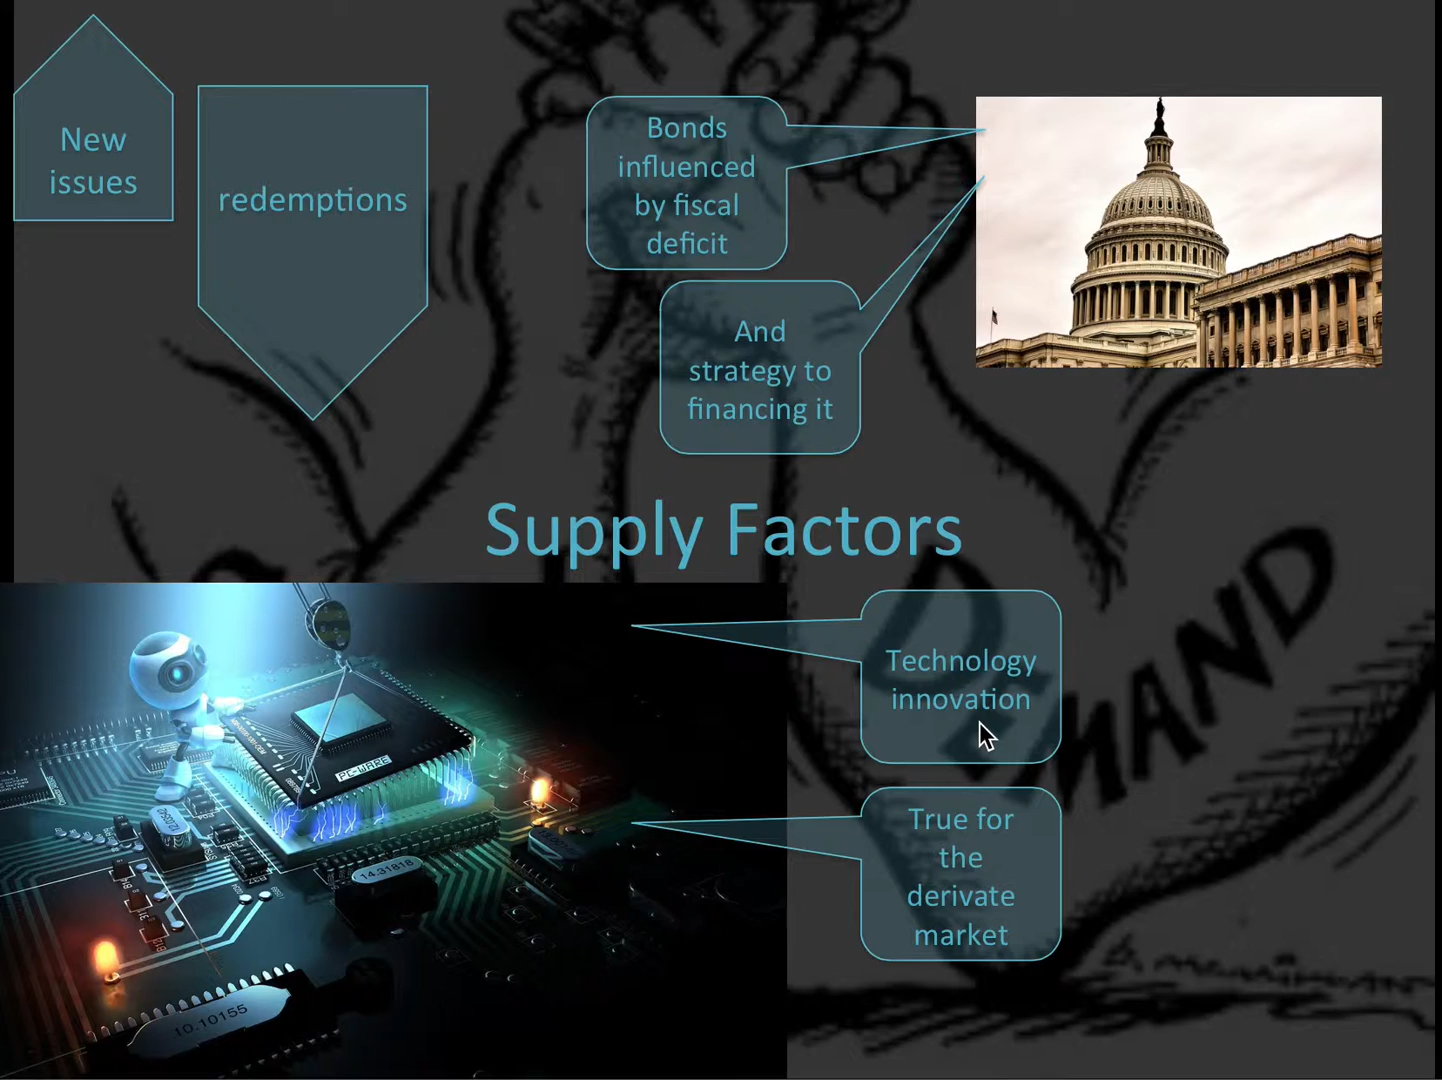 New
issues
redemptions
Bonds
influenced
by fiscal
deficit
And
strategy to
financing it
Supply Factors
Technology
innovation
True for
the
derivate
market
DEMAND
PC-WARE
14.31818
10.10155